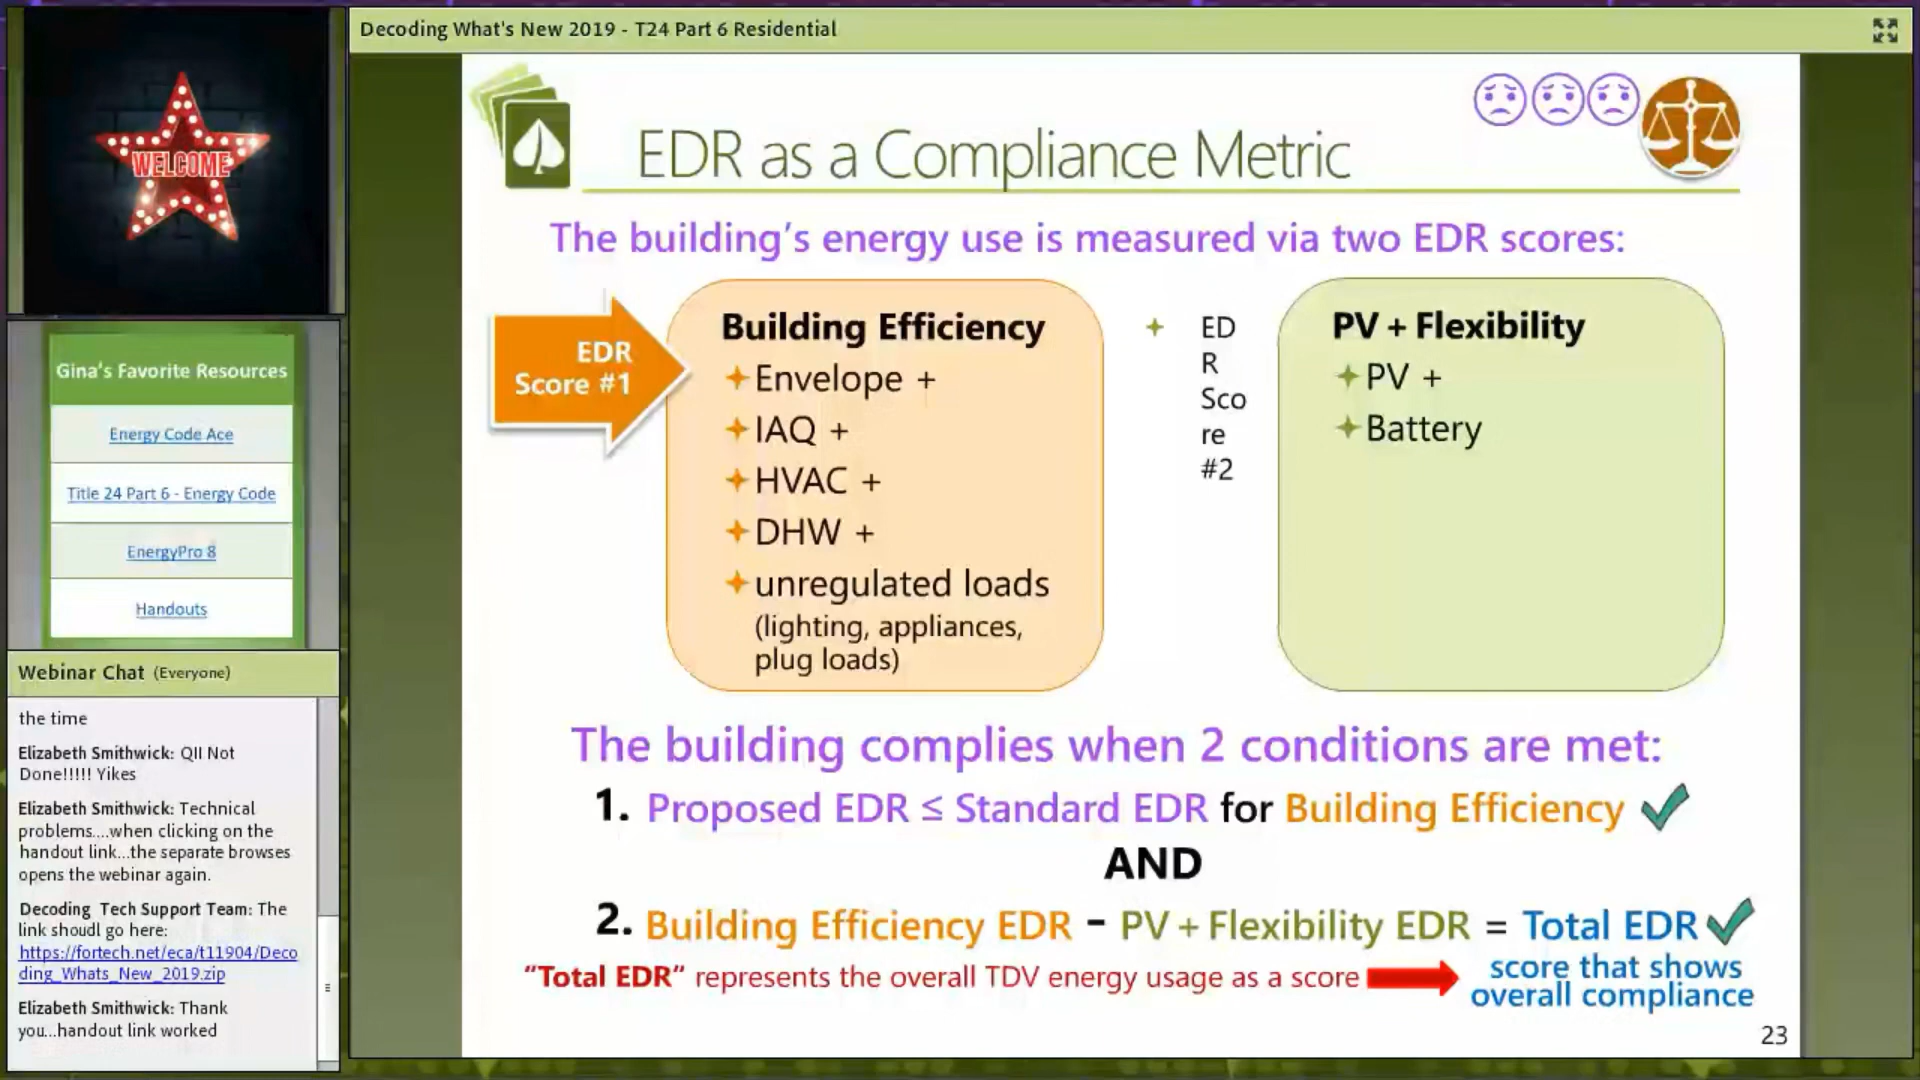 Decoding What's New 2019 - T24 Part 6 Residential
WELCOME
Gina's Favorite Resources
Energy Code Ace
Title 24 Part 6 - Energy Code
EnergyPro 8
Handouts
Webinar Chat (Everyone)
the time
Elizabeth Smithwick: QII Not
Done!!!!! Yikes
Elizabeth Smithwick: Technical
problems....when clicking on the
handout link...the separate browses
opens the webinar again.
Decoding Tech Support Team: The
link shoudl go here:
https://fortech.net/eca/t11904/Deco
ding_Whats_New_2019.zip
Elizabeth Smithwick: Thank
you...handout link worked
EDR as a Compliance Metric
The building’s energy use is measured via two EDR scores:
EDR
Score #1
Building Efficiency
Envelope +
IAQ +
HVAC +
DHW +
unregulated loads
(lighting, appliances,
plug loads)
ED
R
Sco
re
#2
PV + Flexibility
PV +
Battery
The building complies when 2 conditions are met:
1. Proposed EDR ≤ Standard EDR for Building Efficiency
AND
2. Building Efficiency EDR - PV + Flexibility EDR = Total EDR
"Total EDR" represents the overall TDV energy usage as a score
score that shows
overall compliance
23